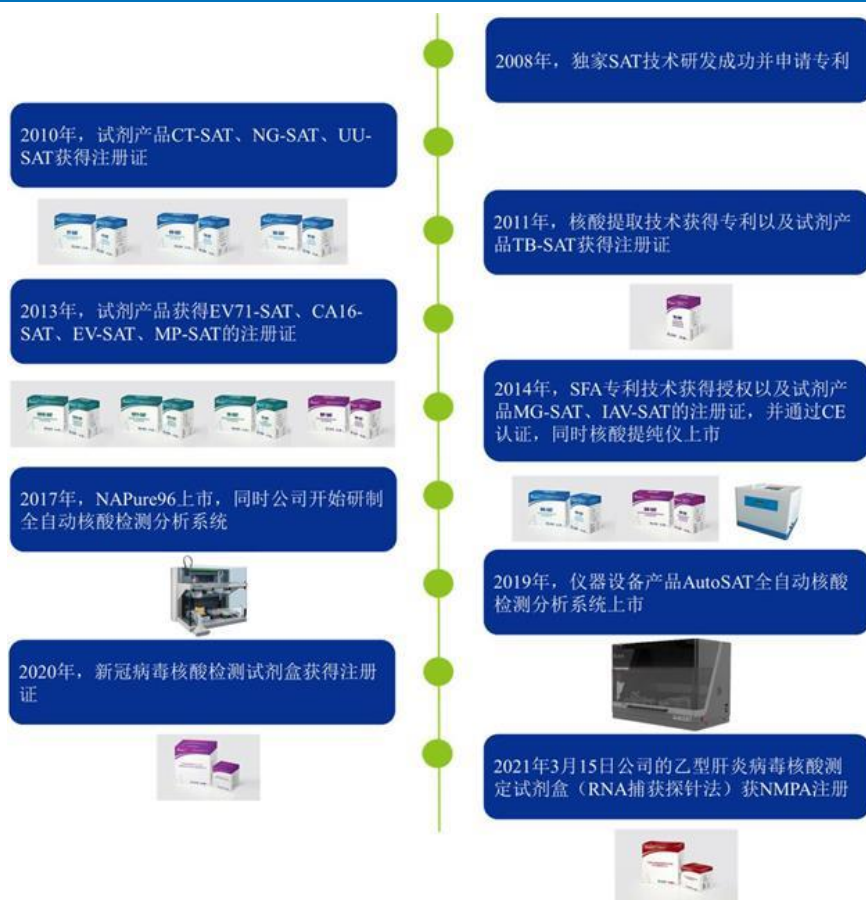 2008年，独家SAT技术研发成功并申请专利
2010年，试剂产品CT-SAT、NG-SAT、UU-
SAT获得注册证
2011年，核酸提取技术获得专利以及试剂产
品TB-SAT获得注册证
2013年，试剂产品获得EV71-SAT、CA16-
SAT、EV-SAT、MP-SAT的注册证
2014年，SFA专利技术获得授权以及试剂产
品MG-SAT、IAV-SAT的注册证，并通过CE
认证，同时核酸提纯仪上市
2017年，NAPure96上市，同时公司开始研制
全自动核酸检测分析系统
2019年，仪器设备产品AutoSAT全自动核酸
检测分析系统上市
2020年，新冠病毒核酸检测试剂盒获得注册
证
2021年3月15日公司的乙型肝炎病毒核酸测
定试剂盒（RNA捕获探针法）获NMPA注册